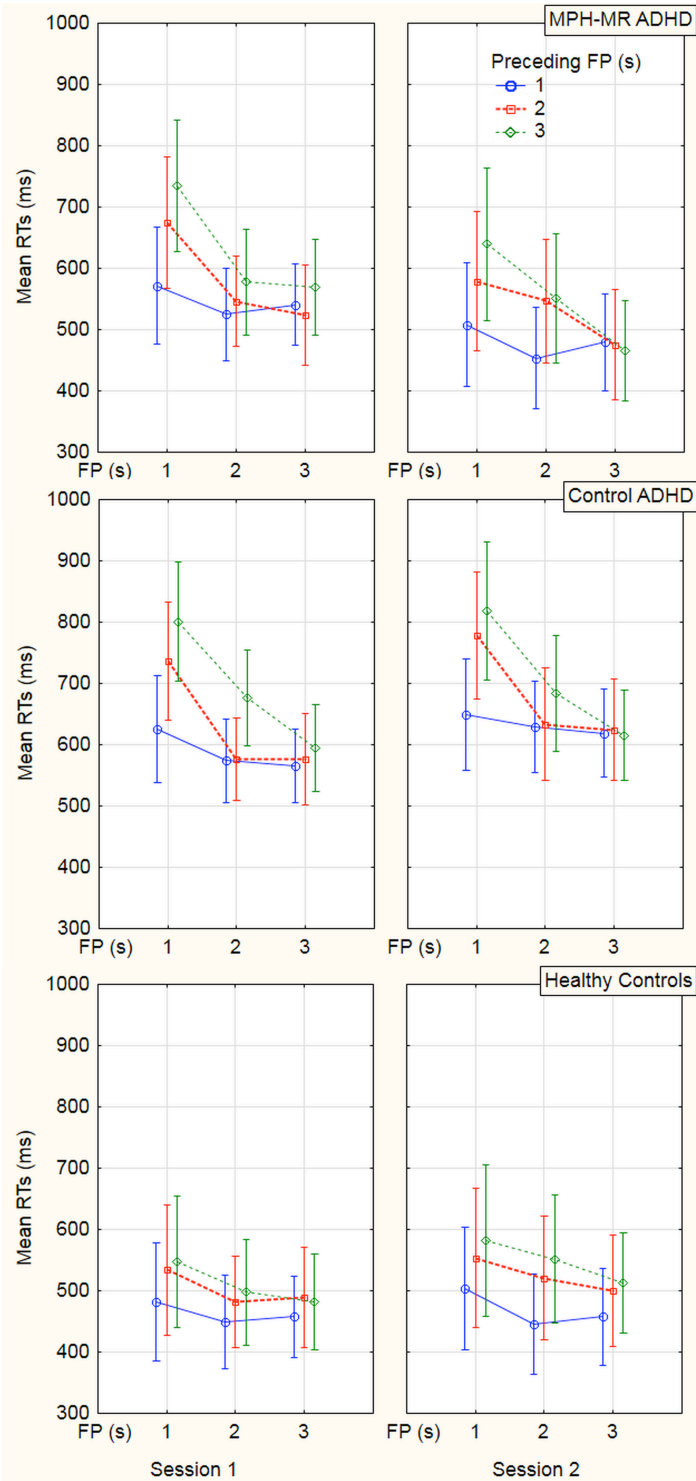 MPH-MR ADHD
Preceding FP (s)
1
2
3
Mean RTs (ms)
1000
900
800
700
600
500
400
300
FP (s) 1 2 3
1 2 3
Control ADHD
Mean RTs (ms)
1000
900
800
700
600
500
400
300
FP (s) 1 2 3
FP (s) 1 2 3
Healthy Controls
Mean RTs (ms)
1000
900
800
700
600
500
400
300
FP (s) 1 2 3
FP (s) 1 2 3
Session 1
Session 2